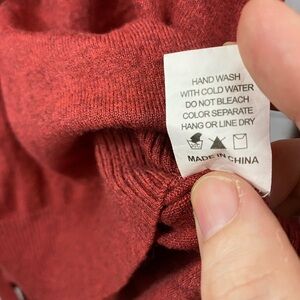 HAND WASH
WITH COLD WATER
DO NOT BLEACH
COLOR SEPARATE
HANG OR LINE DRY
MADE IN CHINA